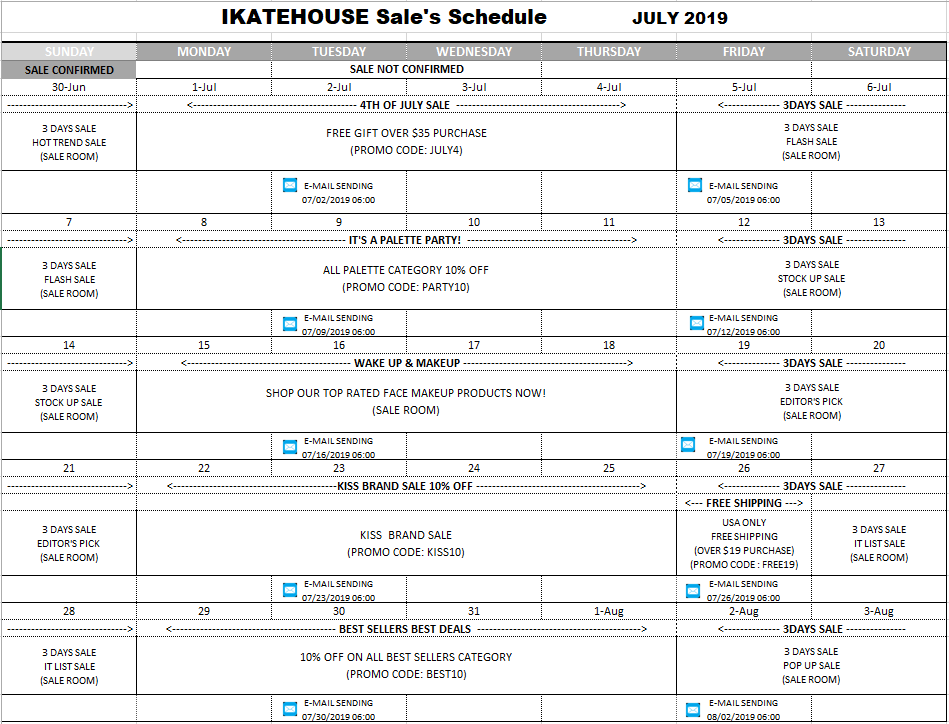 IKATEHOUSE Sale's Schedule JULY 2019
SUNDAY MONDAY TUESDAY WEDNESDAY THURSDAY FRIDAY SATURDAY
SALE CONFIRMED SALE NOT CONFIRMED
30-Jun 1-Jul 2-Jul 3-Jul 4-Jul 5-Jul 6-Jul
4TH OF JULY SALE 3DAYS SALE
3 DAYS SALE
HOT TREND SALE
(SALE ROOM)
FREE GIFT OVER $35 PURCHASE
(PROMO CODE: JULY4)
3 DAYS SALE
FLASH SALE
(SALE ROOM)
E-MAIL SENDING
07/02/2019 06:00
E-MAIL SENDING
07/05/2019 06:00
7 8 9 10 11 12 13
IT'S A PALETTE PARTY! 3DAYS SALE
3 DAYS SALE
FLASH SALE
(SALE ROOM)
ALL PALETTE CATEGORY 10% OFF
(PROMO CODE: PARTY10)
3 DAYS SALE
STOCK UP SALE
(SALE ROOM)
E-MAIL SENDING
07/09/2019 06:00
E-MAIL SENDING
07/12/2019 06:00
14 15 16 17 18 19 20
WAKE UP & MAKEUP 3DAYS SALE
3 DAYS SALE
STOCK UP SALE
(SALE ROOM)
SHOP OUR TOP RATED FACE MAKEUP PRODUCTS NOW!
(SALE ROOM)
3 DAYS SALE
EDITOR'S PICK
(SALE ROOM)
E-MAIL SENDING
07/16/2019 06:00
E-MAIL SENDING
07/19/2019 06:00
21 22 23 24 25 26 27
KISS BRAND SALE 10% OFF 3DAYS SALE
<--- FREE SHIPPING --->
3 DAYS SALE
EDITOR'S PICK
(SALE ROOM)
KISS BRAND SALE
(PROMO CODE: KISS10)
USA ONLY
FREE SHIPPING
(OVER $19 PURCHASE)
(PROMO CODE : FREE19)
3 DAYS SALE
IT LIST SALE
(SALE ROOM)
E-MAIL SENDING
07/23/2019 06:00
E-MAIL SENDING
07/26/2019 06:00
28 29 30 31 1-Aug 2-Aug 3-Aug
BEST SELLERS BEST DEALS 3DAYS SALE
3 DAYS SALE
IT LIST SALE
(SALE ROOM)
10% OFF ON ALL BEST SELLERS CATEGORY
(PROMO CODE: BEST10)
3 DAYS SALE
POP UP SALE
(SALE ROOM)
E-MAIL SENDING
07/30/2019 06:00
E-MAIL SENDING
08/02/2019 06:00